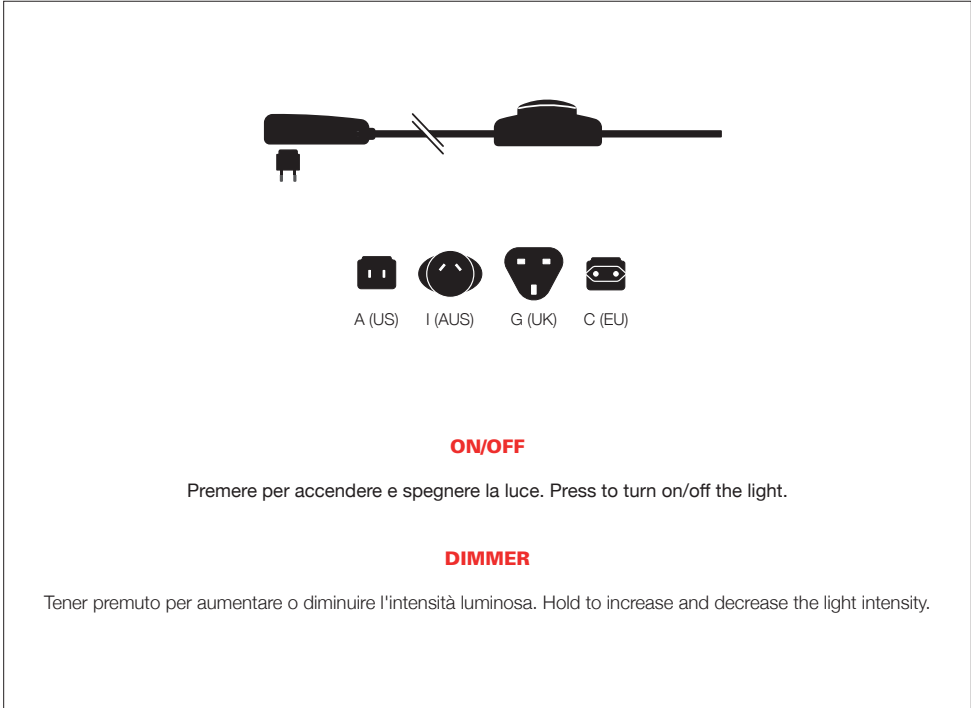 A (US) I (AUS) G (UK) C (EU)
ON/OFF
Premere per accendere e spegnere la luce. Press to turn on/off the light.
DIMMER
Tener premuto per aumentare o diminuire l'intensità luminosa. Hold to increase and decrease the light intensity.